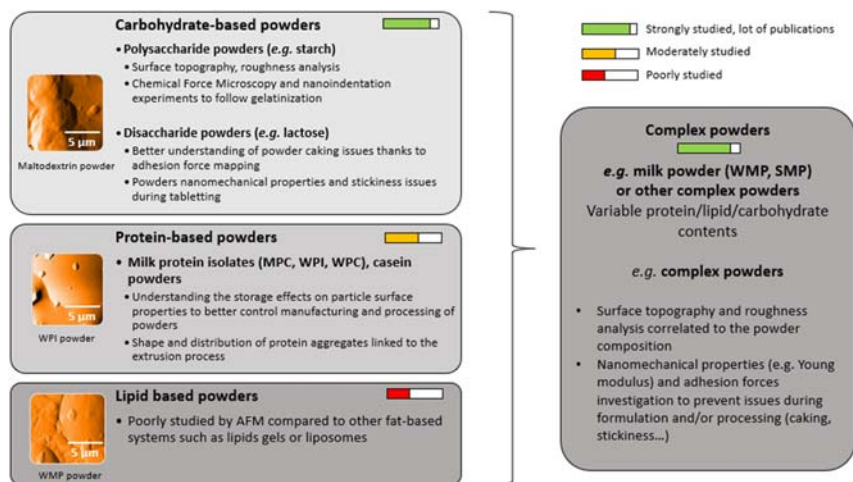 Carbohydrate-based powders
• Polysaccharide powders (e.g. starch)
• Surface topography, roughness analysis
• Chemical Force Microscopy and nanoindentation
experiments to follow gelatinization
5 µm
Maltodextrin powder
• Disaccharide powders (e.g. lactose)
• Better understanding of powder caking issues thanks to
adhesion force mapping
• Powders nanomechanical properties and stickiness issues
during tabletting
Protein-based powders
• Milk protein isolates (MPC, WPI, WPC), casein
powders
• Understanding the storage effects on particle surface
properties to better control manufacturing and processing of
powders
• Shape and distribution of protein aggregates linked to the
extrusion process
5 µm
WPI powder
Lipid based powders
• Poorly studied by AFM compared to other fat-based
systems such as lipids gels or liposomes
5 µm
WMP powder
Strongly studied, lot of publications
Moderately studied
Poorly studied
Complex powders
e.g. milk powder (WMP, SMP)
or other complex powders
Variable protein/lipid/carbohydrate
contents
e.g. complex powders
• Surface topography and roughness
analysis correlated to the powder
composition
• Nanomechanical properties (e.g. Young
modulus) and adhesion forces
investigation to prevent issues during
formulation and/or processing (caking,
stickiness...)